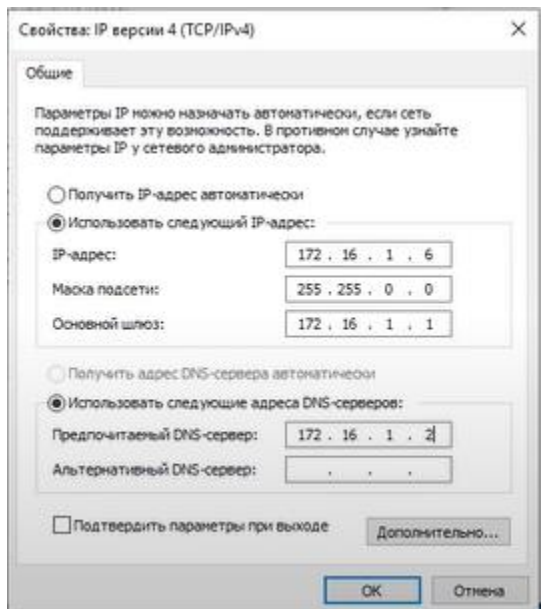 Свойства: IP версии 4 (TCP/IPv4)
Общие
Параметры IP можно назначать автоматически, если сеть
поддерживает эту возможность. В противном случае узнайте
параметры IP у сетевого администратора.
Получить IP-адрес автоматически
Использовать следующий IP-адрес:
IP-адрес: 172 . 16 . 1 . 6
Маска подсети: 255 . 255 . 0 . 0
Основной шлюз: 172 . 16 . 1 . 1
Получить адрес DNS-сервера автоматически
Использовать следующие адреса DNS-серверов:
Предпочитаемый DNS-сервер: 172 . 16 . 1 . 2
Альтернативный DNS-сервер: . . .
Подтвердить параметры при выходе
Дополнительно...
OK Отмена